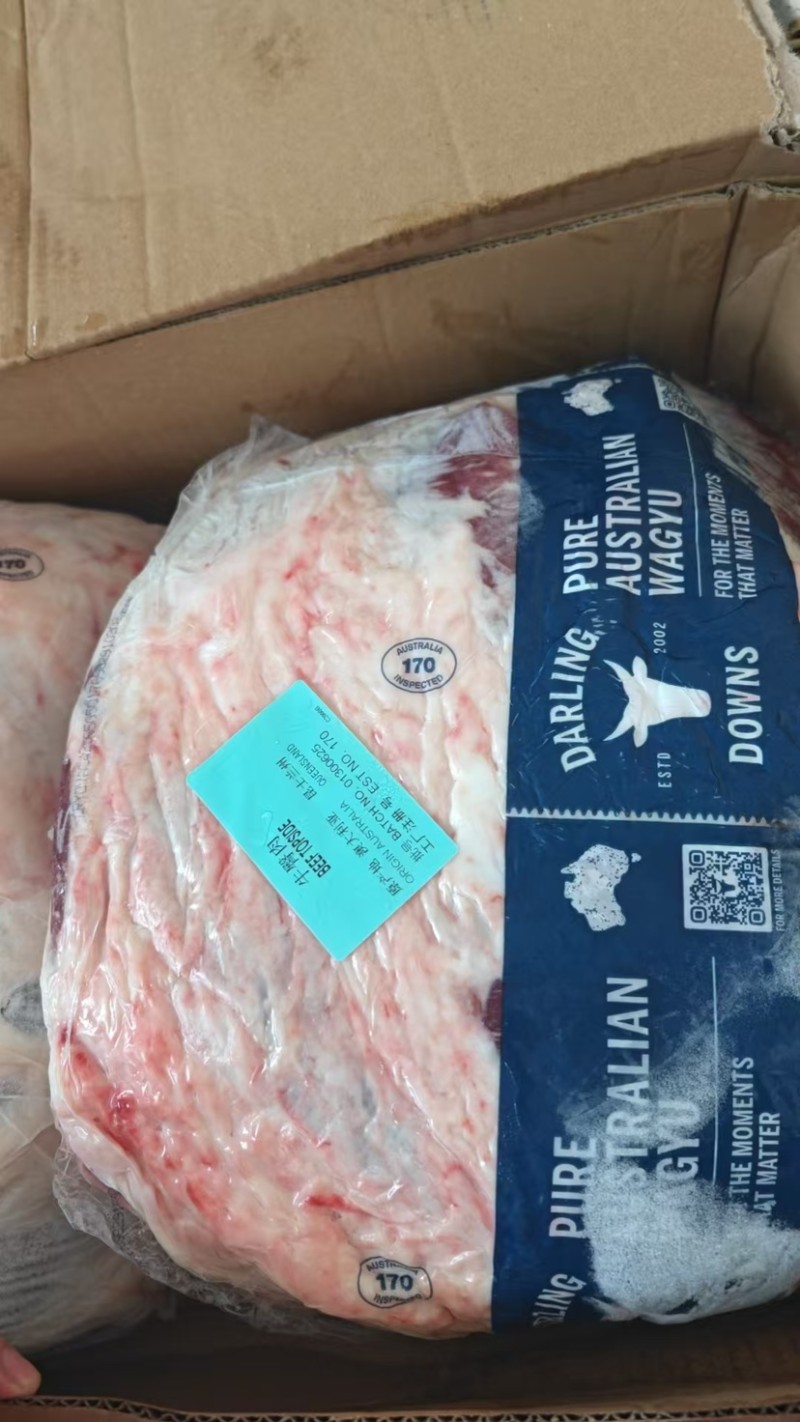 PURE
AUSTRALIAN
WAGYU
FOR THE MOMENTS
THAT MATTER
DARLING
ESTD 2002
DOWNS
AUSTRALIA
170
INSPECTED
牛臀肉
BEEF TOPSIDE
昆士兰州
QUEENSLAND
原产地 澳大利亚
ORIGIN AUSTRALIA
批号 BATCH NO. 01300625
工厂注册号 EST NO. 170
FOR MORE DETAILS
PURE
STRALIAN
GYU
THE MOMENTS
AT MATTER
LING
170
170